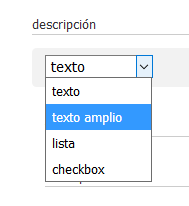 descripción
texto
texto
texto amplio
lista
checkbox